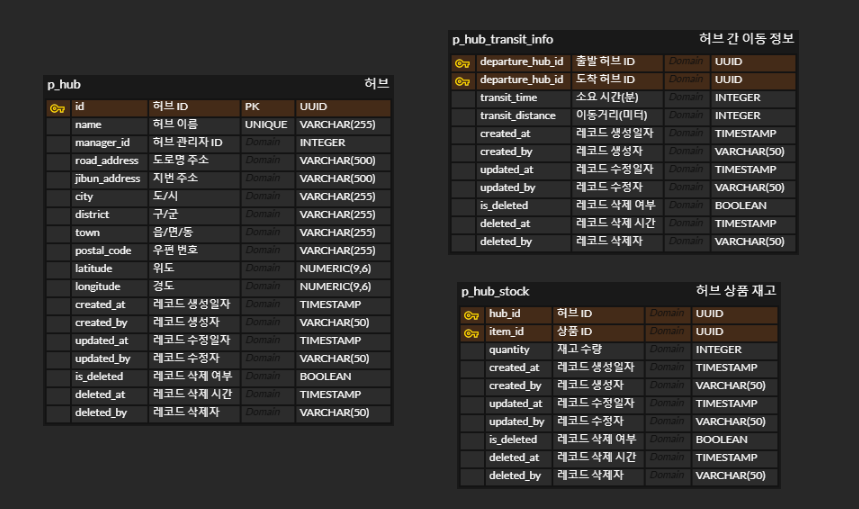 p_hub 허브
id 허브 ID PK UUID
name 허브 이름 UNIQUE VARCHAR(255)
manager_id 허브 관리자 ID Domain INTEGER
road_address 도로명 주소 Domain VARCHAR(500)
jibun_address 지번 주소 Domain VARCHAR(500)
city 도/시 Domain VARCHAR(255)
district 구/군 Domain VARCHAR(255)
town 읍/면/동 Domain VARCHAR(255)
postal_code 우편 번호 Domain VARCHAR(255)
latitude 위도 Domain NUMERIC(9,6)
longitude 경도 Domain NUMERIC(9,6)
created_at 레코드 생성일자 Domain TIMESTAMP
created_by 레코드 생성자 Domain VARCHAR(50)
updated_at 레코드 수정일자 Domain TIMESTAMP
updated_by 레코드 수정자 Domain VARCHAR(50)
is_deleted 레코드 삭제 여부 Domain BOOLEAN
deleted_at 레코드 삭제 시간 Domain TIMESTAMP
deleted_by 레코드 삭제자 Domain VARCHAR(50)
p_hub_transit_info 허브 간 이동 정보
departure_hub_id 출발 허브 ID Domain UUID
departure_hub_id 도착 허브 ID Domain UUID
transit_time 소요 시간(분) Domain INTEGER
transit_distance 이동거리(미터) Domain INTEGER
created_at 레코드 생성일자 Domain TIMESTAMP
created_by 레코드 생성자 Domain VARCHAR(50)
updated_at 레코드 수정일자 Domain TIMESTAMP
updated_by 레코드 수정자 Domain VARCHAR(50)
is_deleted 레코드 삭제 여부 Domain BOOLEAN
deleted_at 레코드 삭제 시간 Domain TIMESTAMP
deleted_by 레코드 삭제자 Domain VARCHAR(50)
p_hub_stock 허브 상품 재고
hub_id 허브 ID Domain UUID
item_id 상품 ID Domain UUID
quantity 재고 수량 Domain INTEGER
created_at 레코드 생성일자 Domain TIMESTAMP
created_by 레코드 생성자 Domain VARCHAR(50)
updated_at 레코드 수정일자 Domain TIMESTAMP
updated_by 레코드 수정자 Domain VARCHAR(50)
is_deleted 레코드 삭제 여부 Domain BOOLEAN
deleted_at 레코드 삭제 시간 Domain TIMESTAMP
deleted_by 레코드 삭제자 Domain VARCHAR(50)